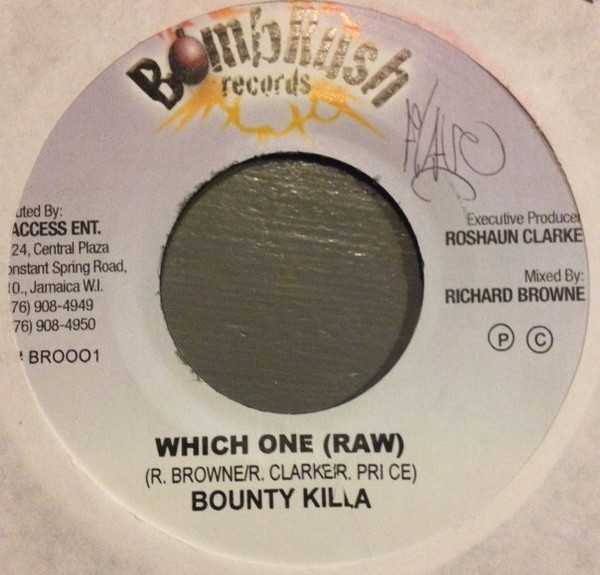 BombRush
records
uted By:
ACCESS ENT.
24, Central Plaza
onstant Spring Road,
10., Jamaica W.I.
76) 908-4949
76) 908-4950
# BROOO1
Executive Producer
ROSHAUN CLARKE
Mixed By:
RICHARD BROWNE
P C
WHICH ONE (RAW)
(R. BROWNE/R. CLARKE/R. PRI CE)
BOUNTY KILLA